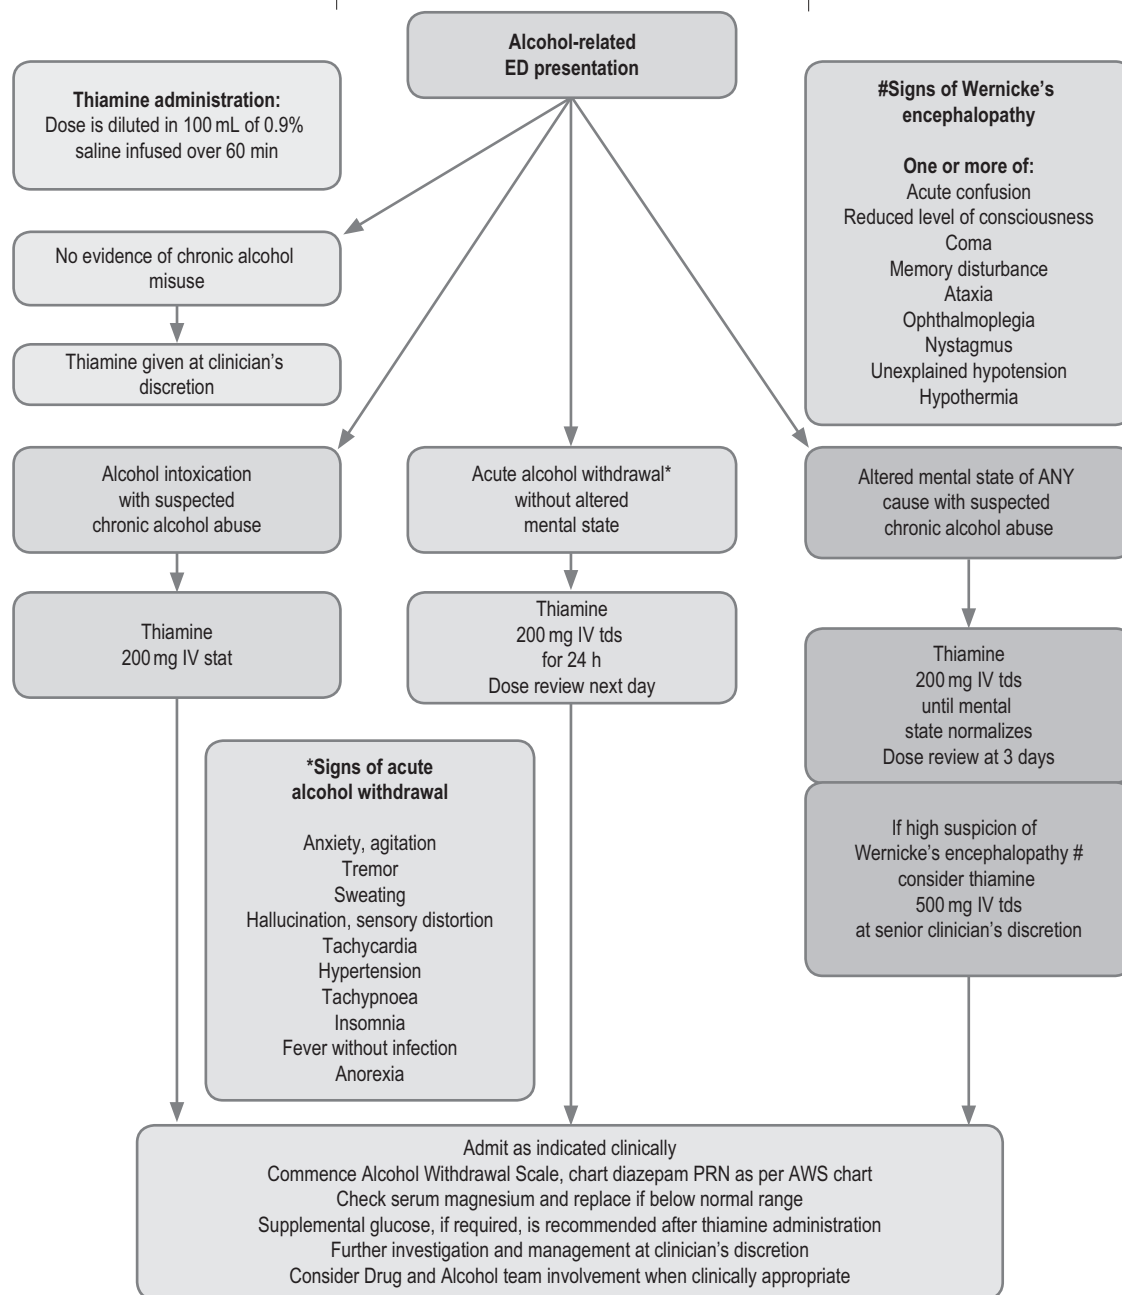 Alcohol-related
ED presentation
Thiamine administration:
Dose is diluted in 100 mL of 0.9%
saline infused over 60 min
#Signs of Wernicke's
encephalopathy
One or more of:
Acute confusion
Reduced level of consciousness
Coma
Memory disturbance
Ataxia
Ophthalmoplegia
Nystagmus
Unexplained hypotension
Hypothermia
No evidence of chronic alcohol
misuse
Thiamine given at clinician's
discretion
Alcohol intoxication
with suspected
chronic alcohol abuse
Acute alcohol withdrawal*
without altered
mental state
Altered mental state of ANY
cause with suspected
chronic alcohol abuse
Thiamine
200 mg IV stat
Thiamine
200 mg IV tds
for 24 h
Dose review next day
Thiamine
200 mg IV tds
until mental
state normalizes
Dose review at 3 days
*Signs of acute
alcohol withdrawal
Anxiety, agitation
Tremor
Sweating
Hallucination, sensory distortion
Tachycardia
Hypertension
Tachypnoea
Insomnia
Fever without infection
Anorexia
If high suspicion of
Wernicke's encephalopathy #
consider thiamine
500 mg IV tds
at senior clinician's discretion
Admit as indicated clinically
Commence Alcohol Withdrawal Scale, chart diazepam PRN as per AWS chart
Check serum magnesium and replace if below normal range
Supplemental glucose, if required, is recommended after thiamine administration
Further investigation and management at clinician's discretion
Consider Drug and Alcohol team involvement when clinically appropriate